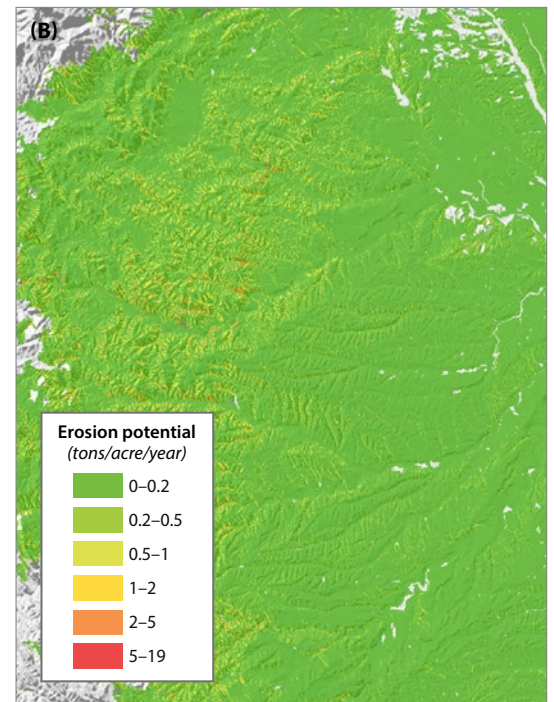 (B)
Erosion potential
(tons/acre/year)
0–0.2
0.2–0.5
0.5–1
1–2
2–5
5–19